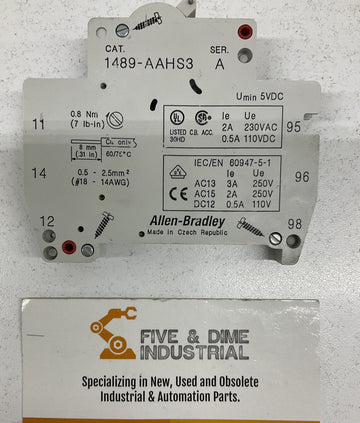 CAT. SER.
1489-AAHS3 A
Umin 5VDC
11
0.8 Nm
(7 lb-in)
Cu only
8 mm
(.31 in)
60/75°C
14
0.5 - 2.5mm²
(#18 - 14AWG)
12
UL
LISTED
30HD
C.B. ACC.
Ie Ue
2A 230VAC
0.5A 110VDC
95
IEC/EN 60947-5-1
Ie Ue
AC13 3A 250V
AC15 2A 250V
DC12 0.5A 110V
CE
96
Allen-Bradley
Made in Czech Republic
98
FIVE & DIME
INDUSTRIAL
Specializing in New, Used and Obsolete
Industrial & Automation Parts.